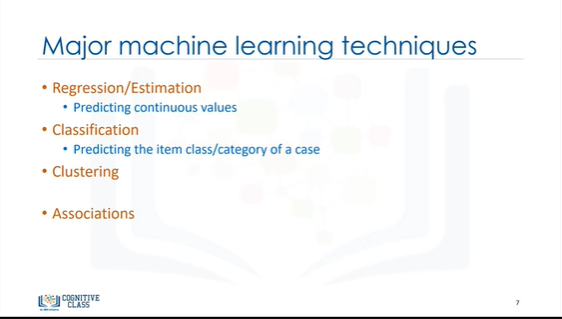 Major machine learning techniques
• Regression/Estimation
• Predicting continuous values
• Classification
• Predicting the item class/category of a case
• Clustering
• Associations
COGNITIVE
CLASS
7